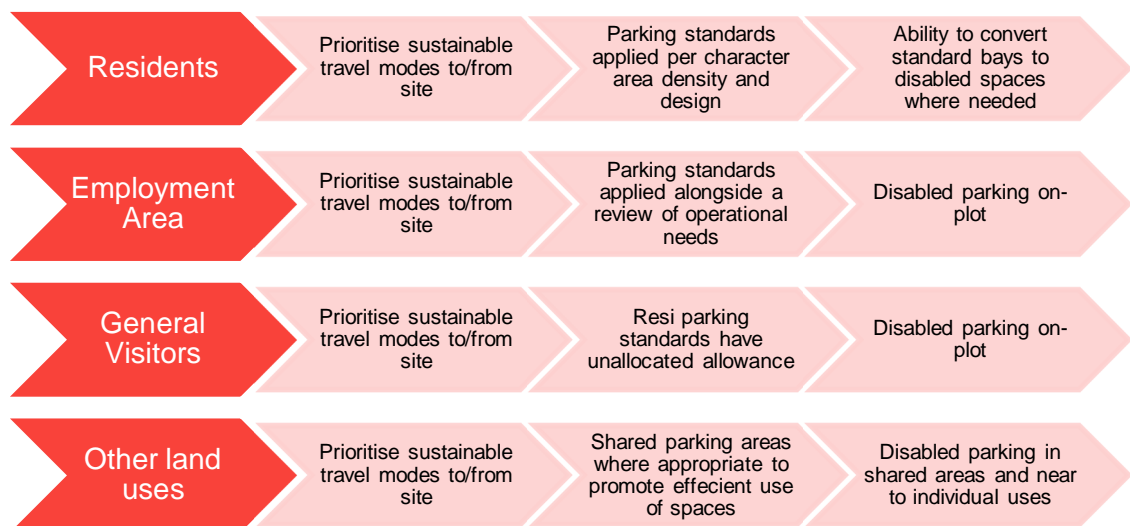 Residents
Prioritise sustainable
travel modes to/from
site
Parking standards
applied per character
area density and
design
Ability to convert
standard bays to
disabled spaces
where needed
Employment
Area
Prioritise sustainable
travel modes to/from
site
Parking standards
applied alongside a
review of operational
needs
Disabled parking on-
plot
General
Visitors
Prioritise sustainable
travel modes to/from
site
Resi parking
standards have
unallocated allowance
Disabled parking on-
plot
Other land
uses
Prioritise sustainable
travel modes to/from
site
Shared parking areas
where appropriate to
promote effecient use
of spaces
Disabled parking in
shared areas and near
to individual uses